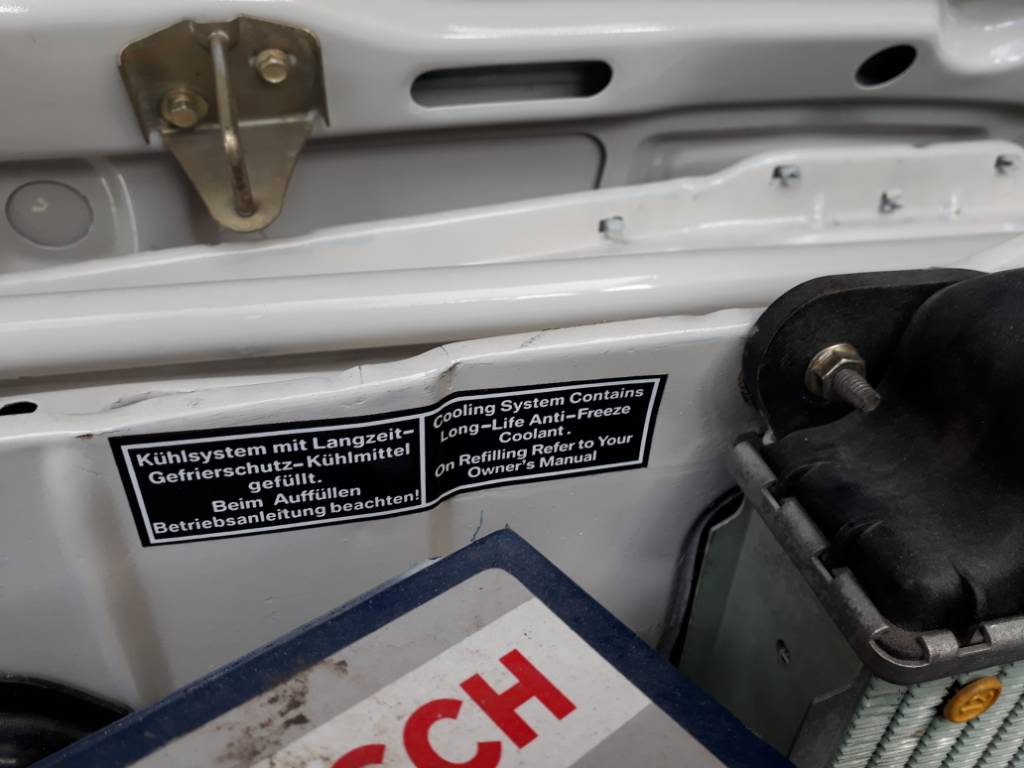 Kühlsystem mit Langzeit-
Gefrierschutz-Kühlmittel
gefüllt.
Beim Auffüllen
Betriebsanleitung beachten!
Cooling System Contains
Long-Life Anti-Freeze
Coolant.
On Refilling Refer to Your
Owner's Manual
SCH